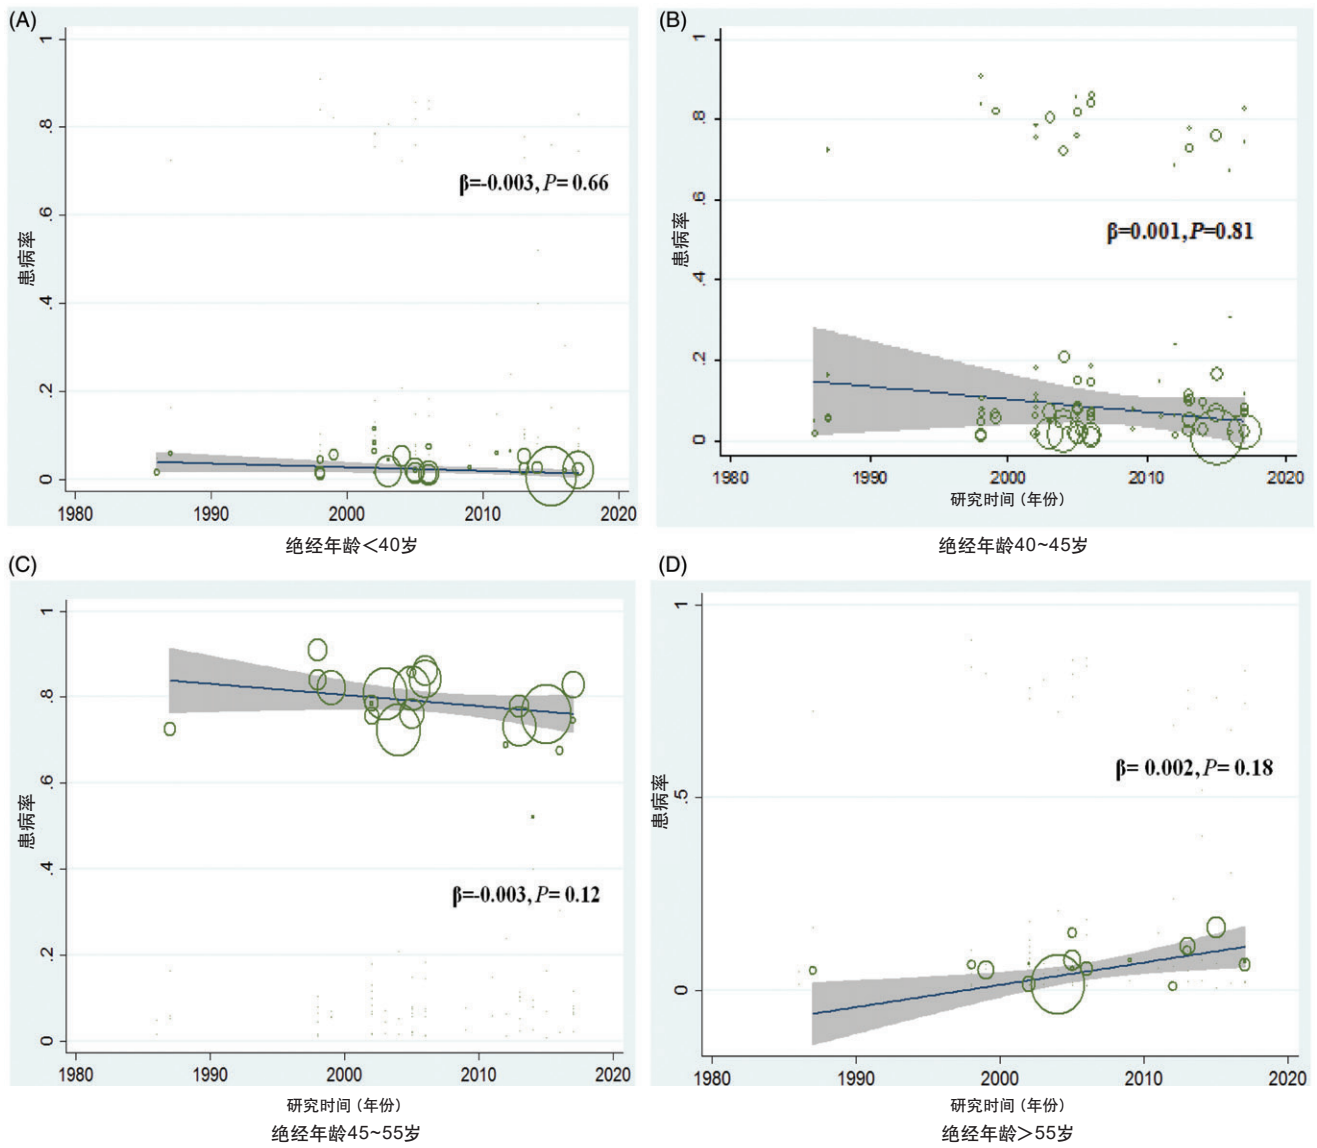 (A)
1
.8
.6
.4
.2
0
患病率
β=-0.003, P= 0.66
1980 1990 2000 2010 2020
绝经年龄＜40岁
(B)
1
.8
.6
.4
.2
0
患病率
β=0.001, P=0.81
1980 1990 2000 2010 2020
研究时间 (年份)
绝经年龄40~45岁
(C)
1
.8
.6
.4
.2
0
患病率
β=-0.003, P= 0.12
1980 1990 2000 2010 2020
研究时间 (年份)
绝经年龄45~55岁
(D)
1
.5
0
患病率
β= 0.002, P= 0.18
1980 1990 2000 2010 2020
研究时间 (年份)
绝经年龄＞55岁